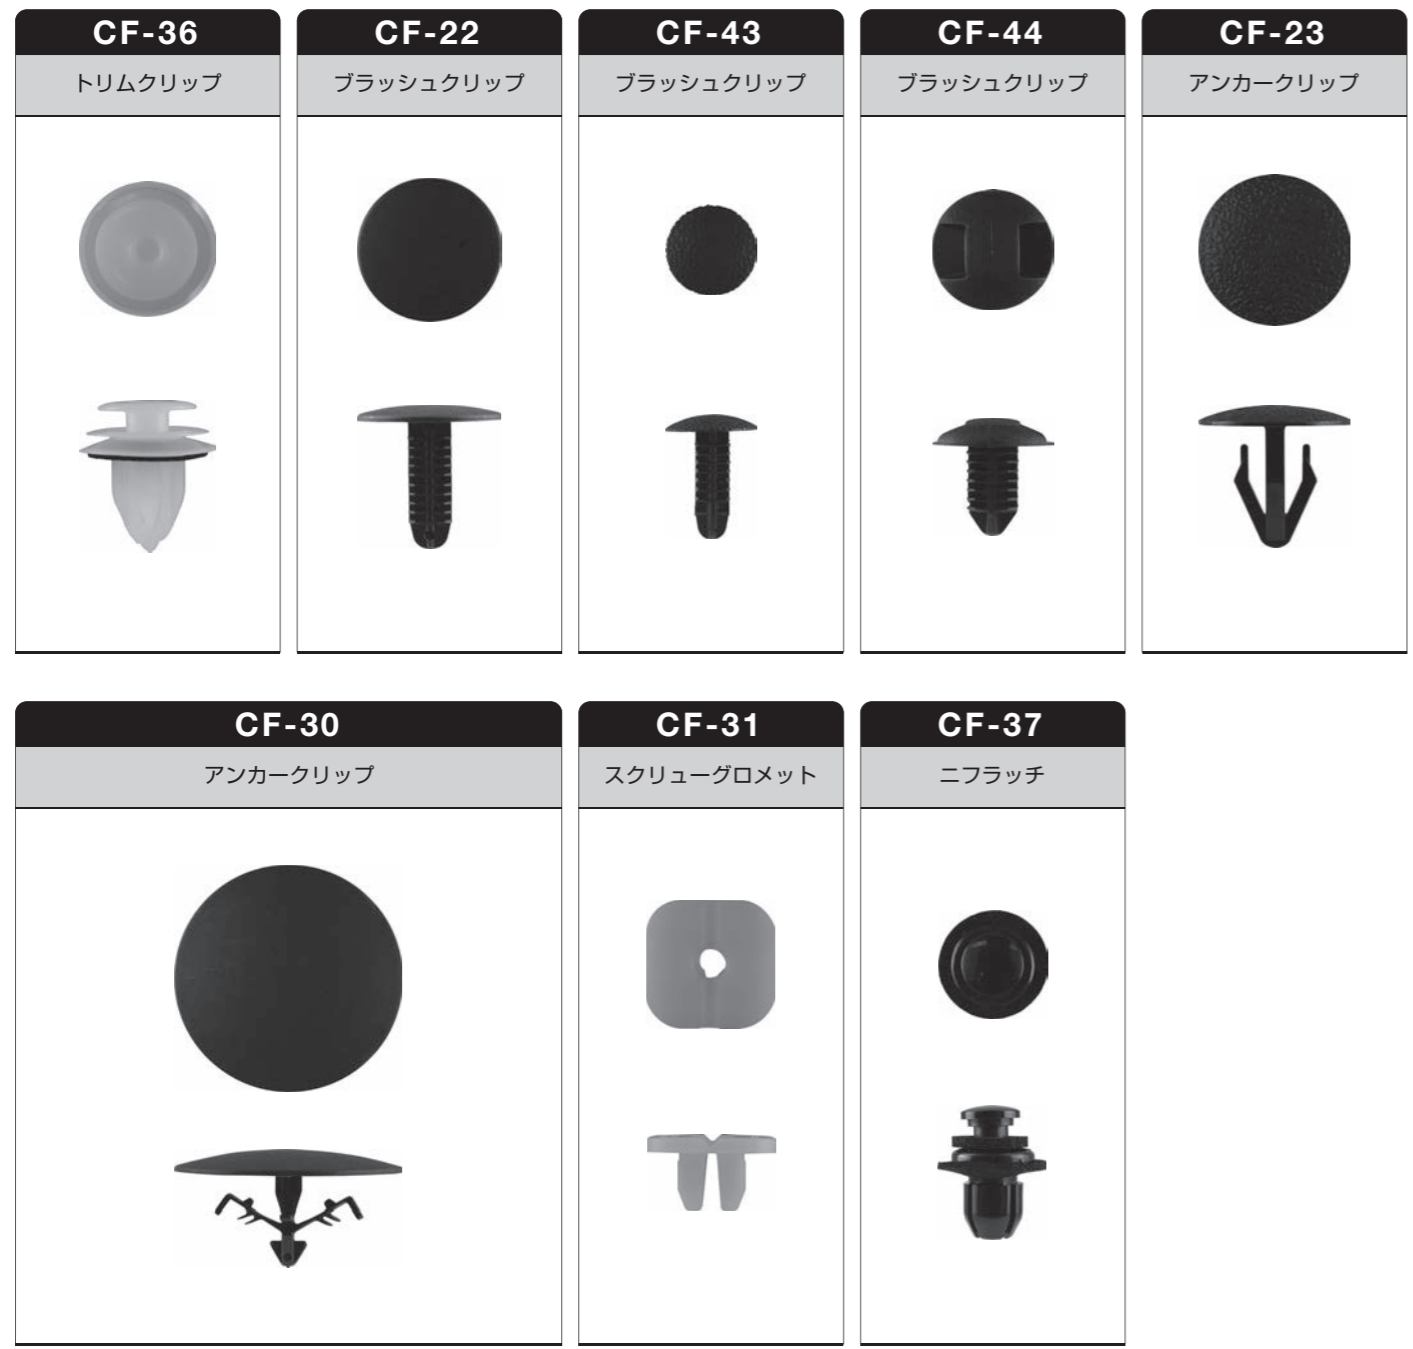 CF-36
トリムクリップ
CF-22
ブラッシュクリップ
CF-43
ブラッシュクリップ
CF-44
ブラッシュクリップ
CF-23
アンカークリップ
CF-30
アンカークリップ
CF-31
スクリューグロメット
CF-37
ニフラッチ